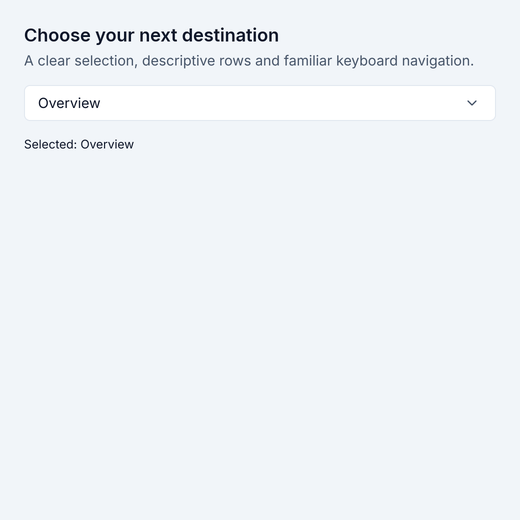 Choose your next destination
A clear selection, descriptive rows and familiar keyboard navigation.
Overview
Selected: Overview